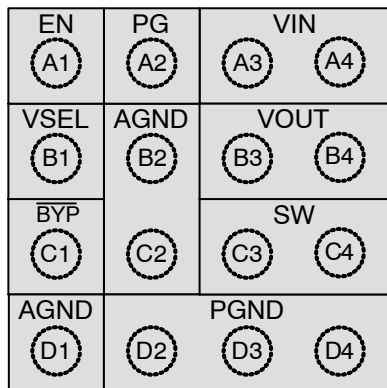 EN PG VIN
A1 A2 A3 A4
VSEL AGND VOUT
B1 B2 B3 B4
BYP SW
C1 C2 C3 C4
AGND PGND
D1 D2 D3 D4